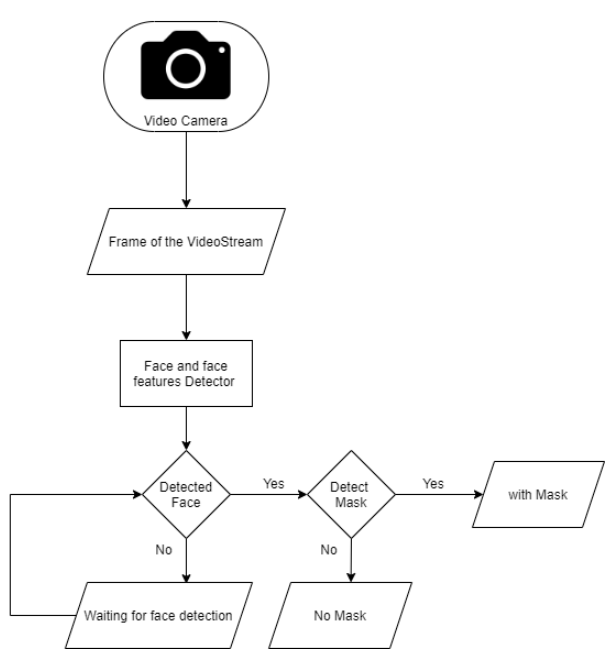 Video Camera
Frame of the VideoStream
Face and face
features Detector
Detected
Face
Yes
Detect
Mask
Yes
with Mask
No
No
Waiting for face detection
No Mask